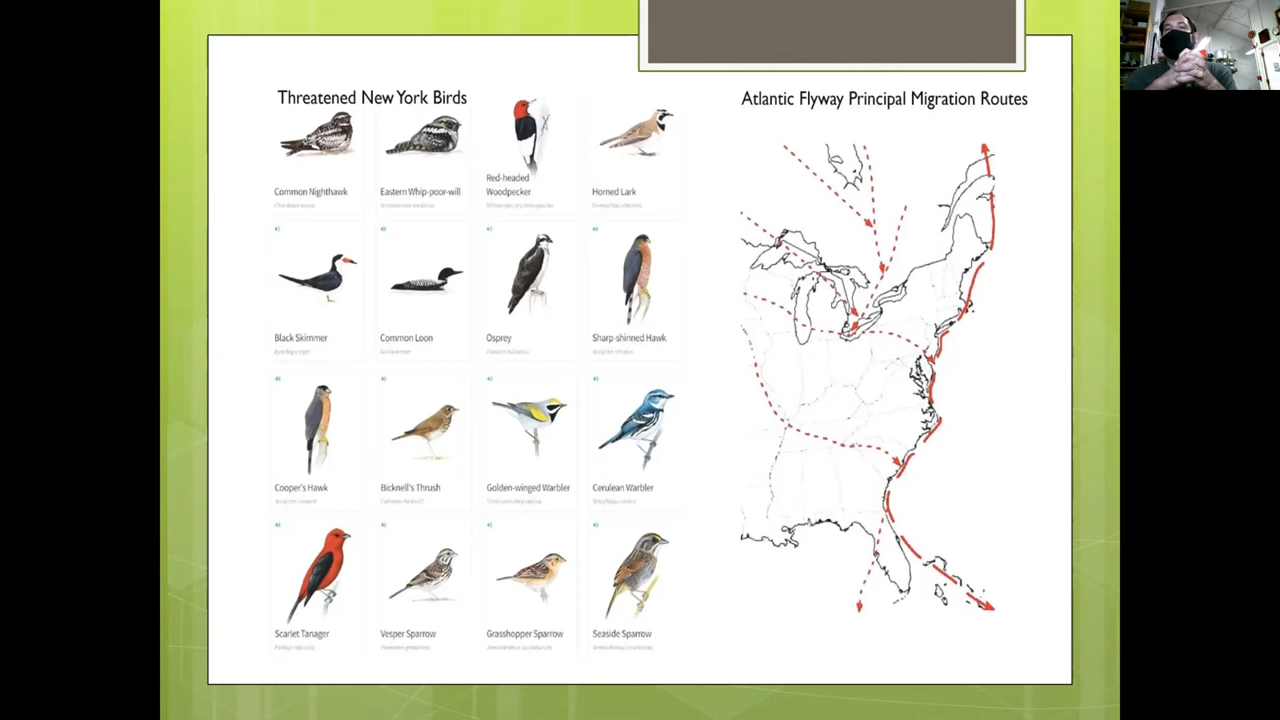 Threatened New York Birds
Common Nighthawk
Eastern Whip-poor-will
Red-headed
Woodpecker
Horned Lark
Black Skimmer
Common Loon
Osprey
Sharp-shinned Hawk
Cooper's Hawk
Bicknell's Thrush
Golden-winged Warbler
Cerulean Warbler
Scarlet Tanager
Vesper Sparrow
Grasshopper Sparrow
Seaside Sparrow
Atlantic Flyway Principal Migration Routes